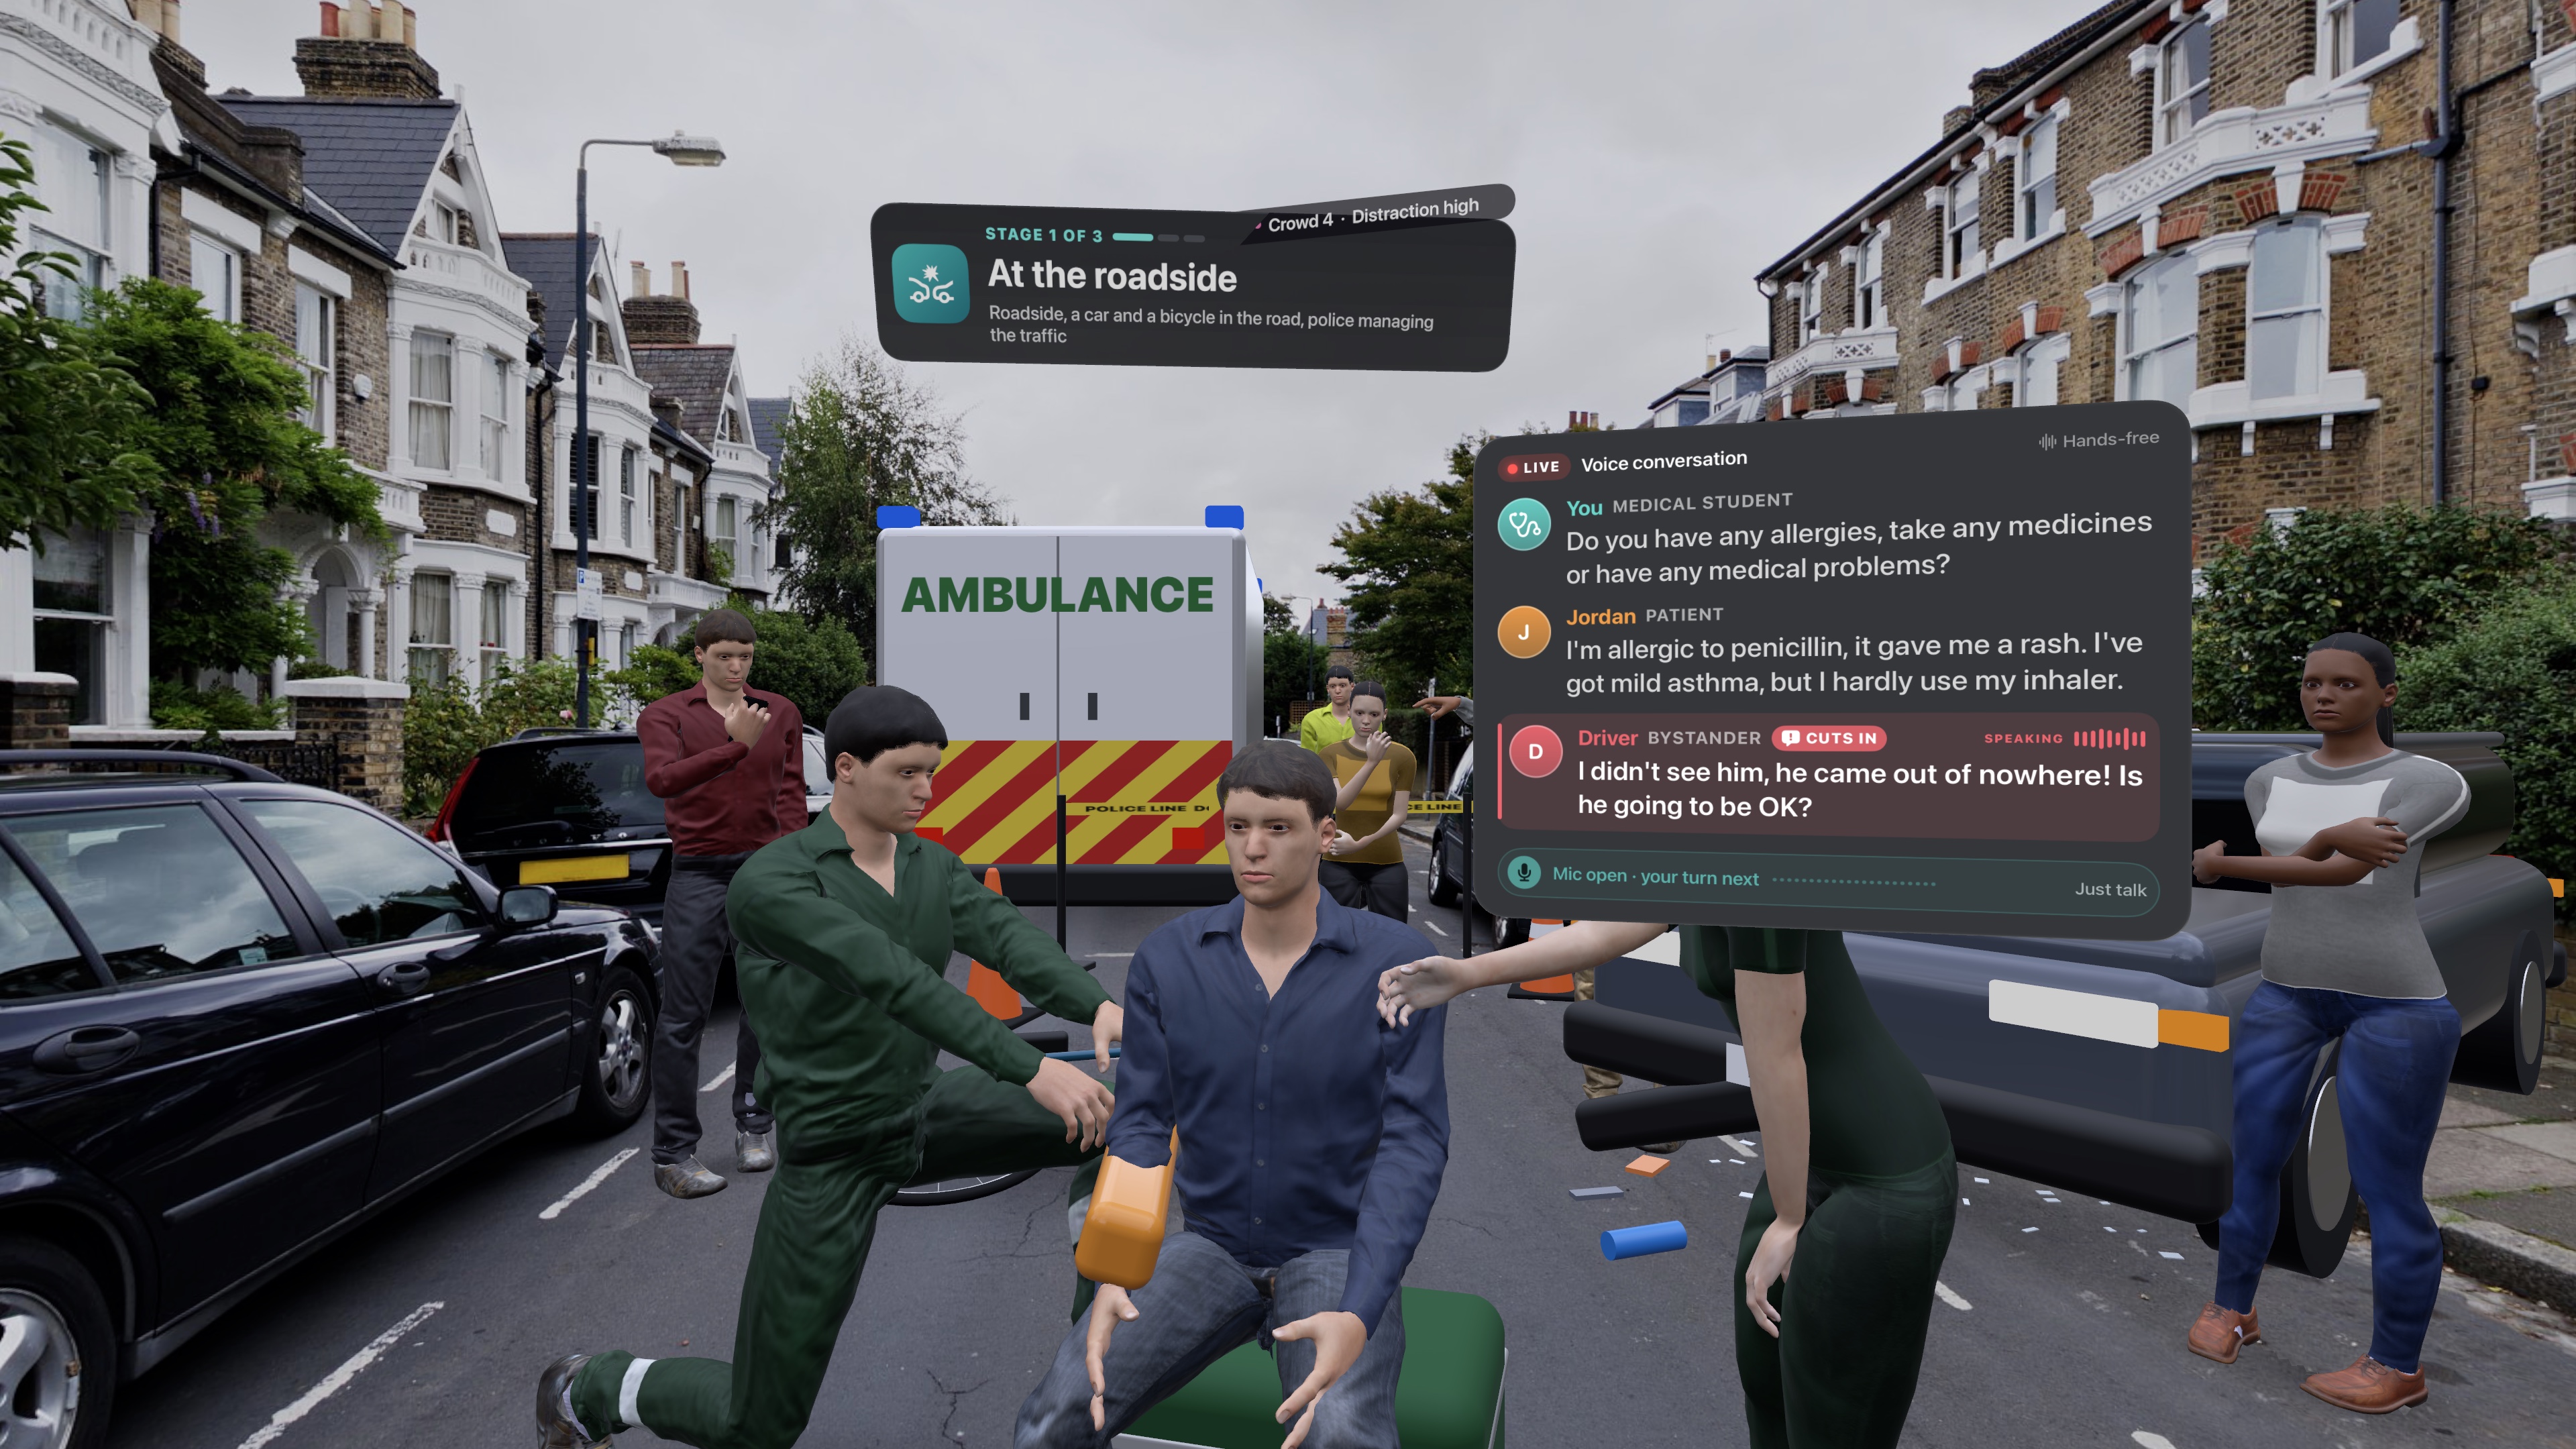 Crowd 4 · Distraction high
STAGE 1 OF 3
At the roadside
Roadside, a car and a bicycle in the road, police managing
the traffic
LIVE Voice conversation
Hands-free
You MEDICAL STUDENT
Do you have any allergies, take any medicines
or have any medical problems?
J
Jordan PATIENT
I'm allergic to penicillin, it gave me a rash. I've
got mild asthma, but I hardly use my inhaler.
D
Driver BYSTANDER CUTS IN
SPEAKING
I didn't see him, he came out of nowhere! Is
he going to be OK?
Mic open · your turn next
Just talk
AMBULANCE
POLICE LINE
LINE